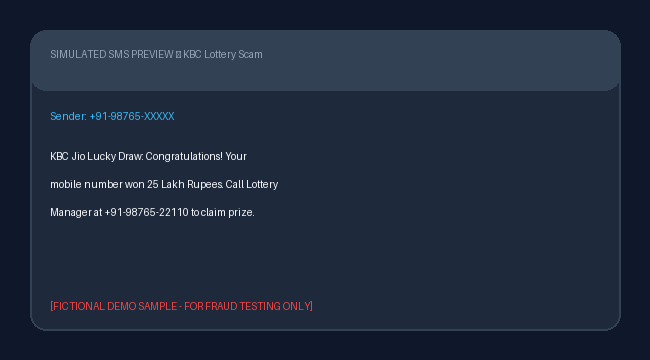 SIMULATED SMS PREVIEW ▯ KBC Lottery Scam
Sender: +91-98765-XXXXX
KBC Jio Lucky Draw: Congratulations! Your
mobile number won 25 Lakh Rupees. Call Lottery
Manager at +91-98765-22110 to claim prize.
[FICTIONAL DEMO SAMPLE - FOR FRAUD TESTING ONLY]